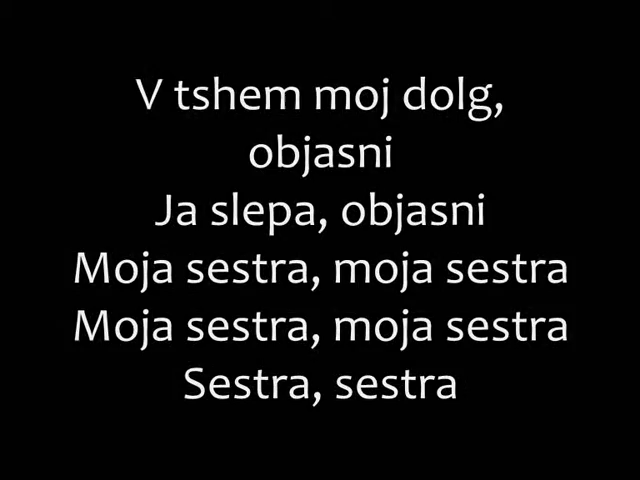 V tshem moj dolg,
objasni
Ja slepa, objasni
Moja sestra, moja sestra
Moja sestra, moja sestra
Sestra, sestra